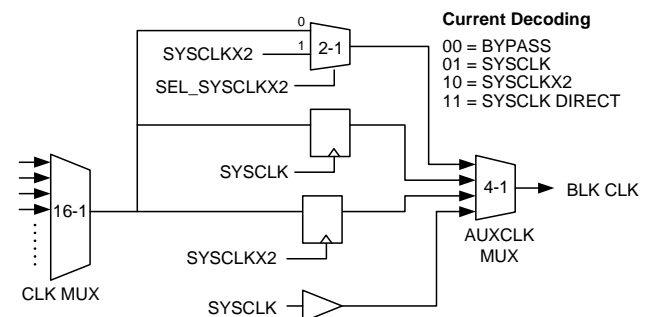 Current Decoding
00 = BYPASS
01 = SYSCLK
10 = SYSCLKX2
11 = SYSCLK DIRECT
0
1
2-1
SYSCLKX2
SEL_SYSCLKX2
SYSCLK
16-1
4-1
BLK CLK
AUXCLK
MUX
SYSCLKX2
CLK MUX
SYSCLK